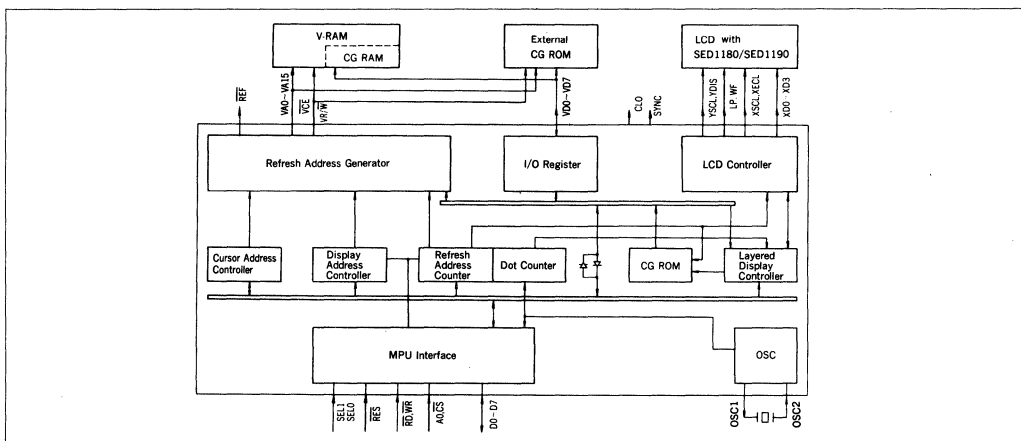 V-RAM
CG RAM
External
CG ROM
LCD with
SED1180/SED1190
REF
VA0~VA15
VCE
VR/W
VD0~VD7
CLO
SYNC
YSCL.YDIS
LP.WF
XSCL.XECL
XD0~XD3
Refresh Address Generator
I/O Register
LCD Controller
Cursor Address
Controller
Display
Address
Controller
Refresh
Address
Counter
Dot Counter
CG ROM
Layered
Display
Controller
MPU Interface
OSC
SEL1
SEL0
RES
RD.WR
A0.CS
D0~D7
OSC1
OSC2